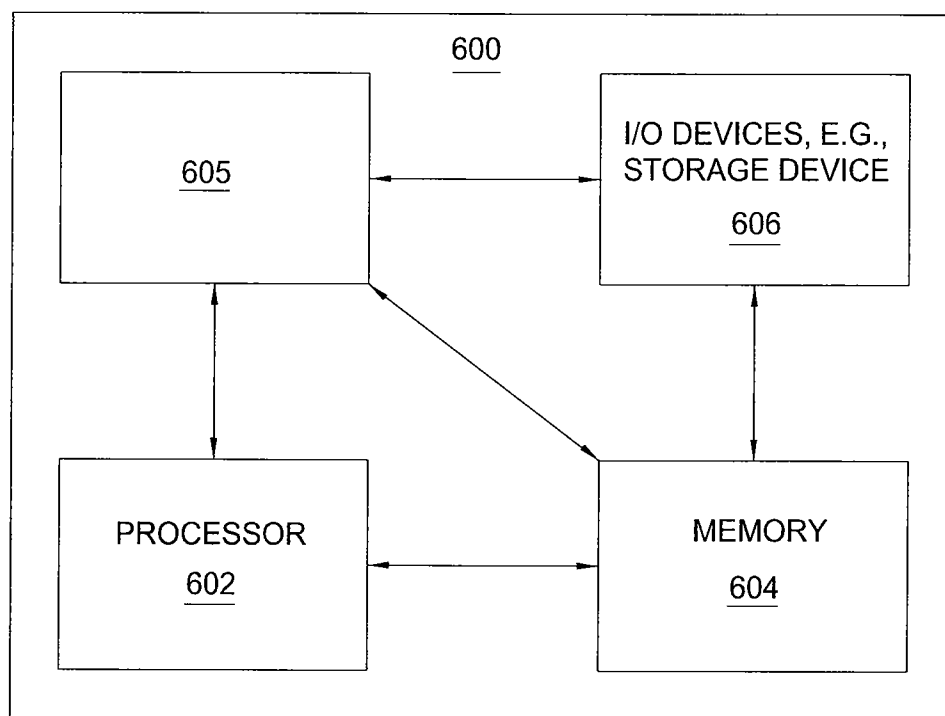 600
605
I/O DEVICES, E.G.,
STORAGE DEVICE
606
PROCESSOR
602
MEMORY
604